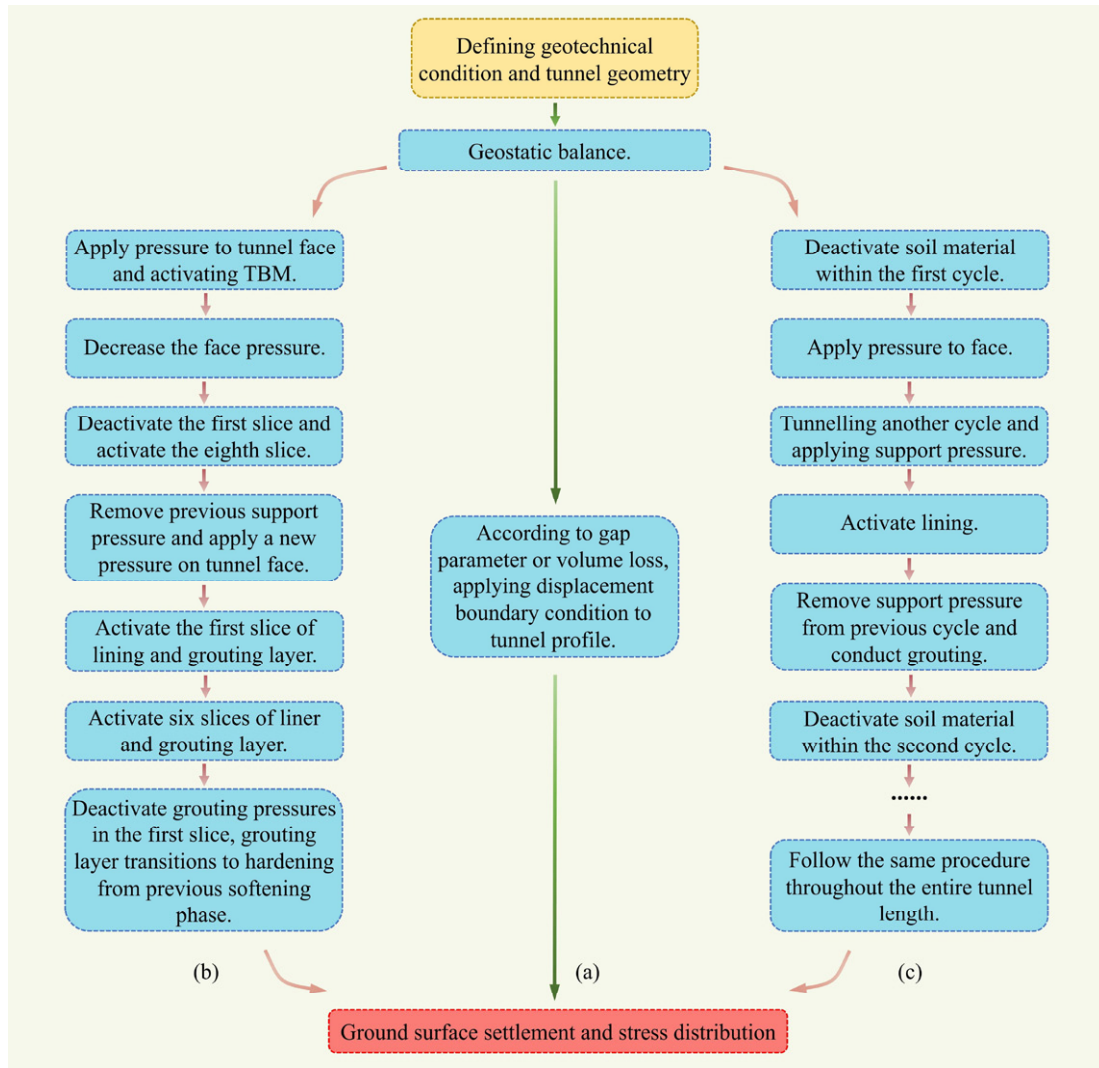 Defining geotechnical
condition and tunnel geometry
Geostatic balance.
Apply pressure to tunnel face
and activating TBM.
Decrease the face pressure.
Deactivate the first slice and
activate the eighth slice.
Remove previous support
pressure and apply a new
pressure on tunnel face.
Activate the first slice of
lining and grouting layer.
Activate six slices of liner
and grouting layer.
Deactivate grouting pressures
in the first slice, grouting
layer transitions to hardening
from previous softening
phase.
(b)
According to gap
parameter or volume loss,
applying displacement
boundary condition to
tunnel profile.
(a)
Deactivate soil material
within the first cycle.
Apply pressure to face.
Tunnelling another cycle and
applying support pressure.
Activate lining.
Remove support pressure
from previous cycle and
conduct grouting.
Deactivate soil material
within the second cycle.
......
Follow the same procedure
throughout the entire tunnel
length.
(c)
Ground surface settlement and stress distribution